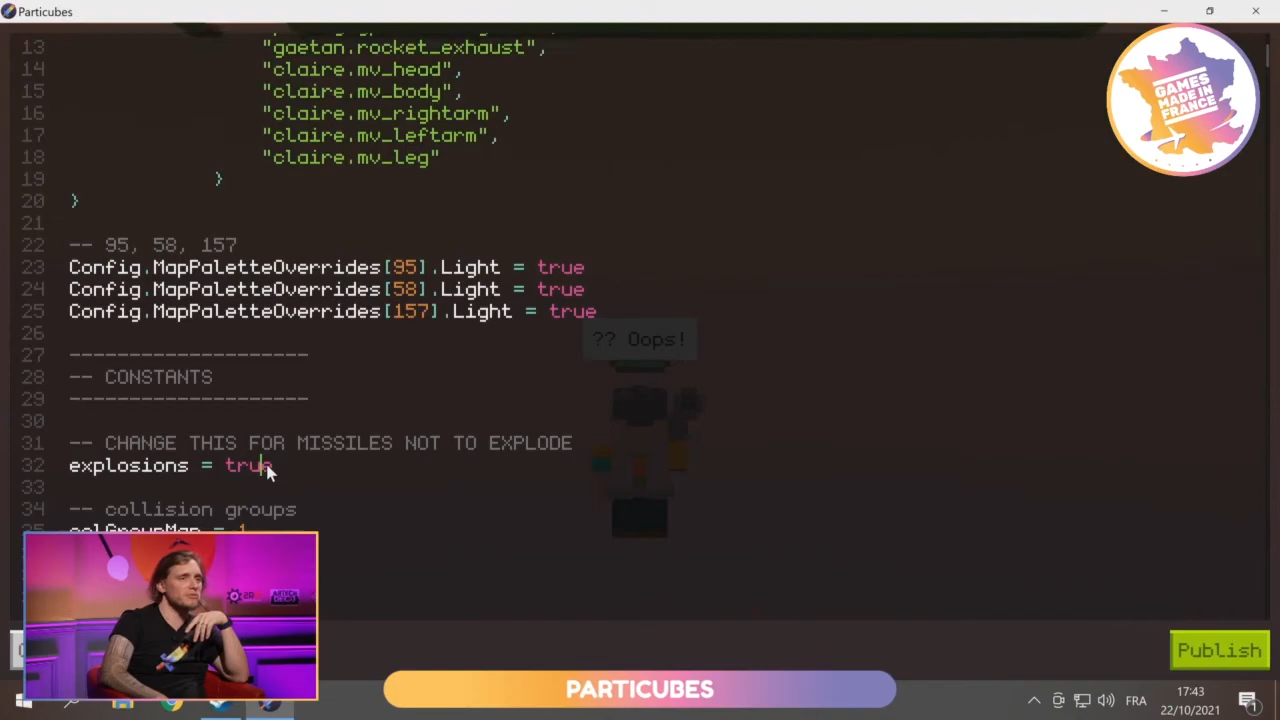 Particubes
13 "gaetan.rocket_exhaust",
14 "claire.mv_head",
15 "claire.mv_body",
16 "claire.mv_rightarm",
17 "claire.mv_leftarm",
18 "claire.mv_leg"
19 }
20 }
21
22 -- 95, 58, 157
23 Config.MapPaletteOverrides[95].Light = true
24 Config.MapPaletteOverrides[58].Light = true
25 Config.MapPaletteOverrides[157].Light = true
26
?? Oops!
27 --------------------
28 -- CONSTANTS
29 --------------------
30
31 -- CHANGE THIS FOR MISSILES NOT TO EXPLODE
32 explosions = true
33
34 -- collision groups
35 colGroupMap = 1
GAMES
MADE IN
FRANCE
Publish
PARTICUBES
FRA
17:43
22/10/2021
1